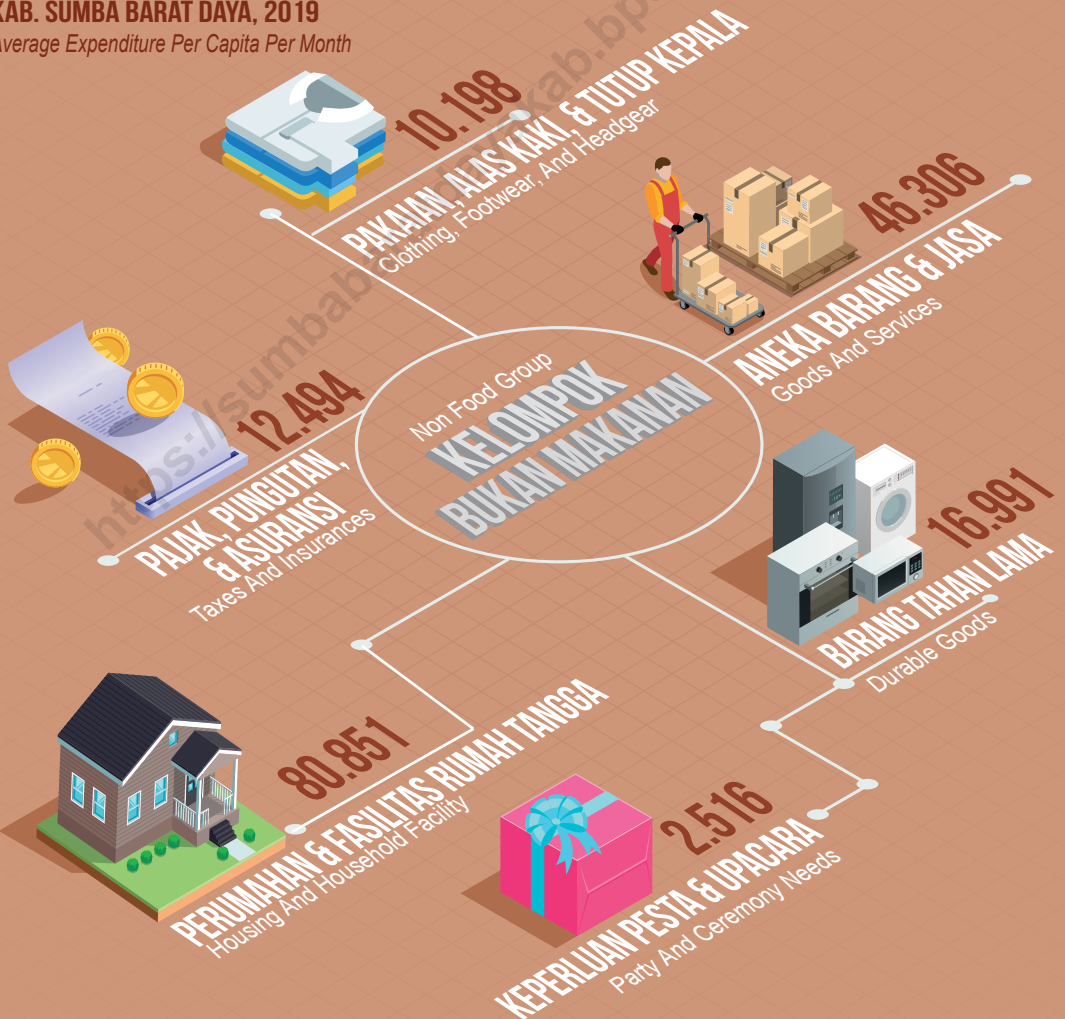 KAB. SUMBA BARAT DAYA, 2019
Average Expenditure Per Capita Per Month
10.198
PAKAIAN, ALAS KAKI, & TUTUP KEPALA
Clothing, Footwear, And Headgear
46.306
ANEKA BARANG & JASA
Goods And Services
12.494
PAJAK, PUNGUTAN,
& ASURANSI
Taxes And Insurances
Non Food Group
KELOMPOK
BUKAN MAKANAN
16.991
BARANG TAHAN LAMA
Durable Goods
80.851
PERUMAHAN & FASILITAS RUMAH TANGGA
Housing And Household Facility
2.516
KEPERLUAN PESTA & UPACARA
Party And Ceremony Needs